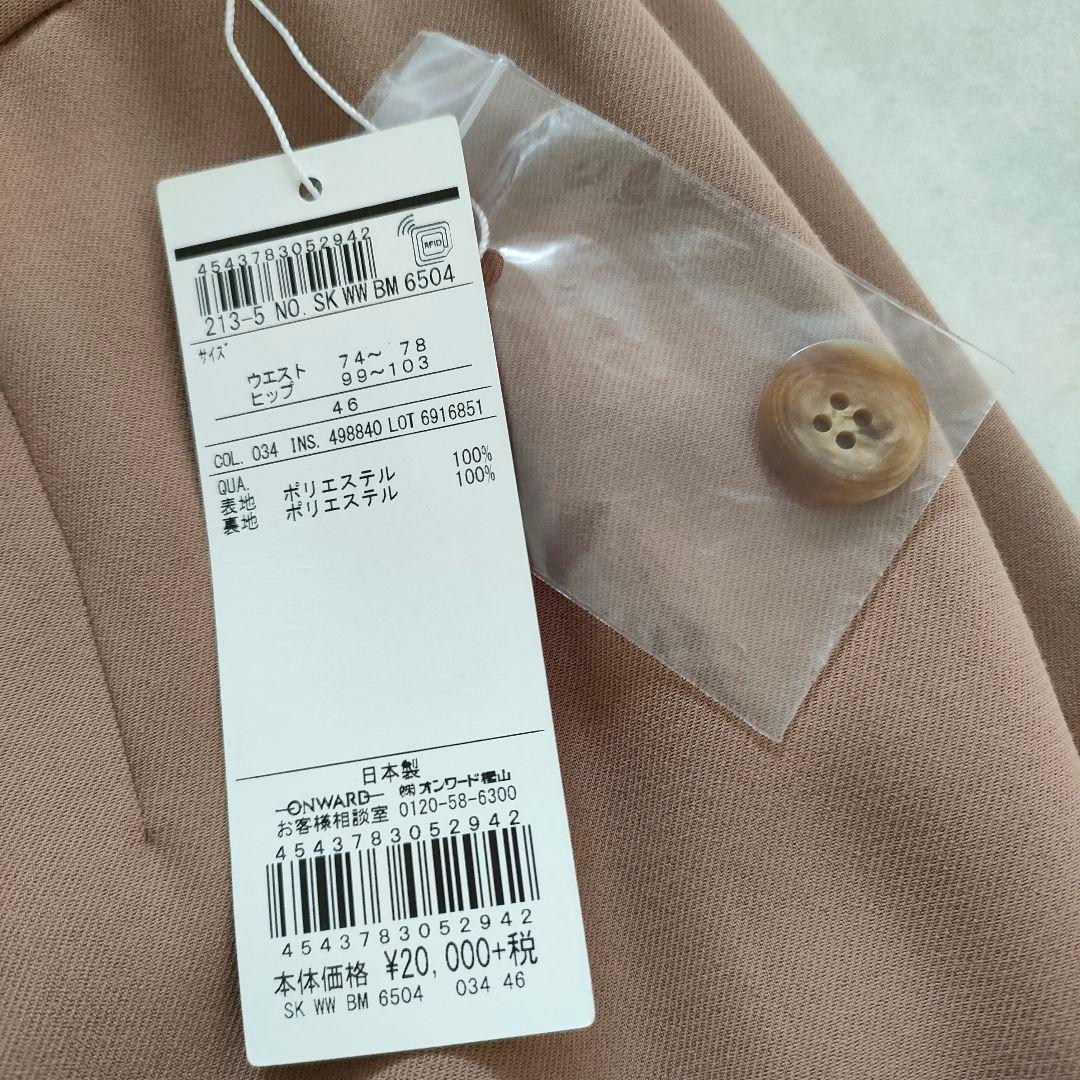 4543783052942
RFID
213-5 NO. SK WW BM 6504
サイズ
ウエスト 74～ 78
ヒップ 99～103
46
COL. 034 INS. 498840 LOT 6916851
QUA.
表地 ポリエステル 100%
裏地 ポリエステル 100%
日本製
ONWARD ㈱オンワード樫山
お客様相談室 0120-58-6300
4543783052942
4543783052942
本体価格 ¥20,000+税
SK WW BM 6504 034 46